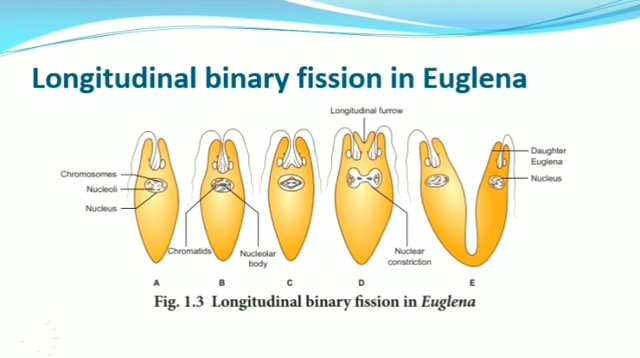 Longitudinal binary fission in Euglena
Longitudinal furrow
Chromosomes
Nucleoli
Nucleus
Chromatids
Nucleolar
body
Nuclear
constriction
Daughter
Euglena
Nucleus
A B C D E
Fig. 1.3 Longitudinal binary fission in Euglena